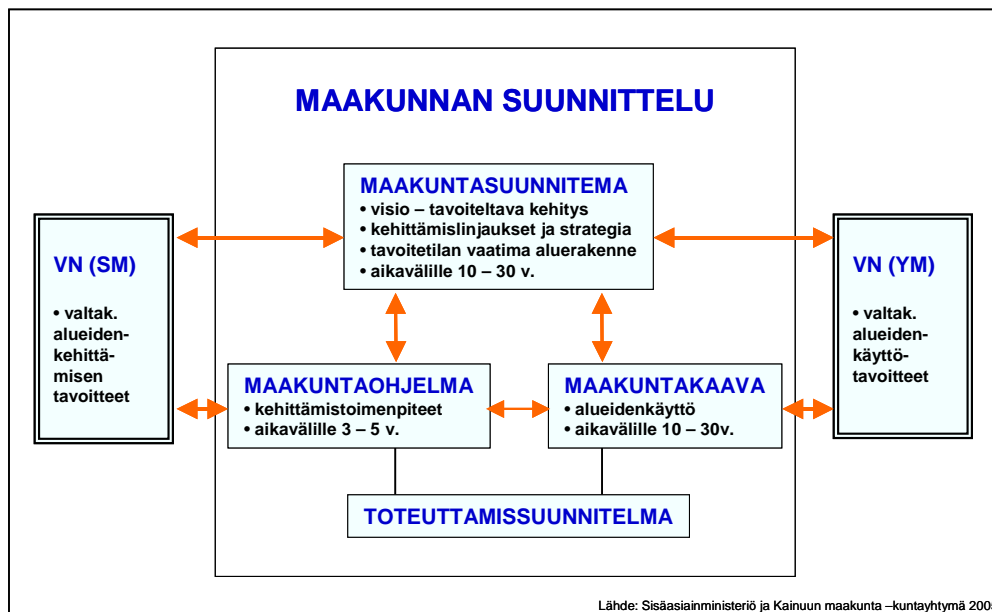 MAAKUNNAN SUUNNITTELU
MAAKUNTASUUNITEMA
• visio – tavoiteltava kehitys
• kehittämislinjaukset ja strategia
• tavoitetilan vaatima aluerakenne
• aikavälille 10 – 30 v.
VN (SM)
• valtak.
alueiden-
kehittä-
misen
tavoitteet
VN (YM)
• valtak.
alueiden-
käyttö-
tavoitteet
MAAKUNTAOHJELMA
• kehittämistoimenpiteet
• aikavälille 3 – 5 v.
MAAKUNTAKAAVA
• alueidenkäyttö
• aikavälille 10 – 30v.
TOTEUTTAMISSUUNNITELMA
Lähde: Sisäasiainministeriö ja Kainuun maakunta –kuntayhtymä